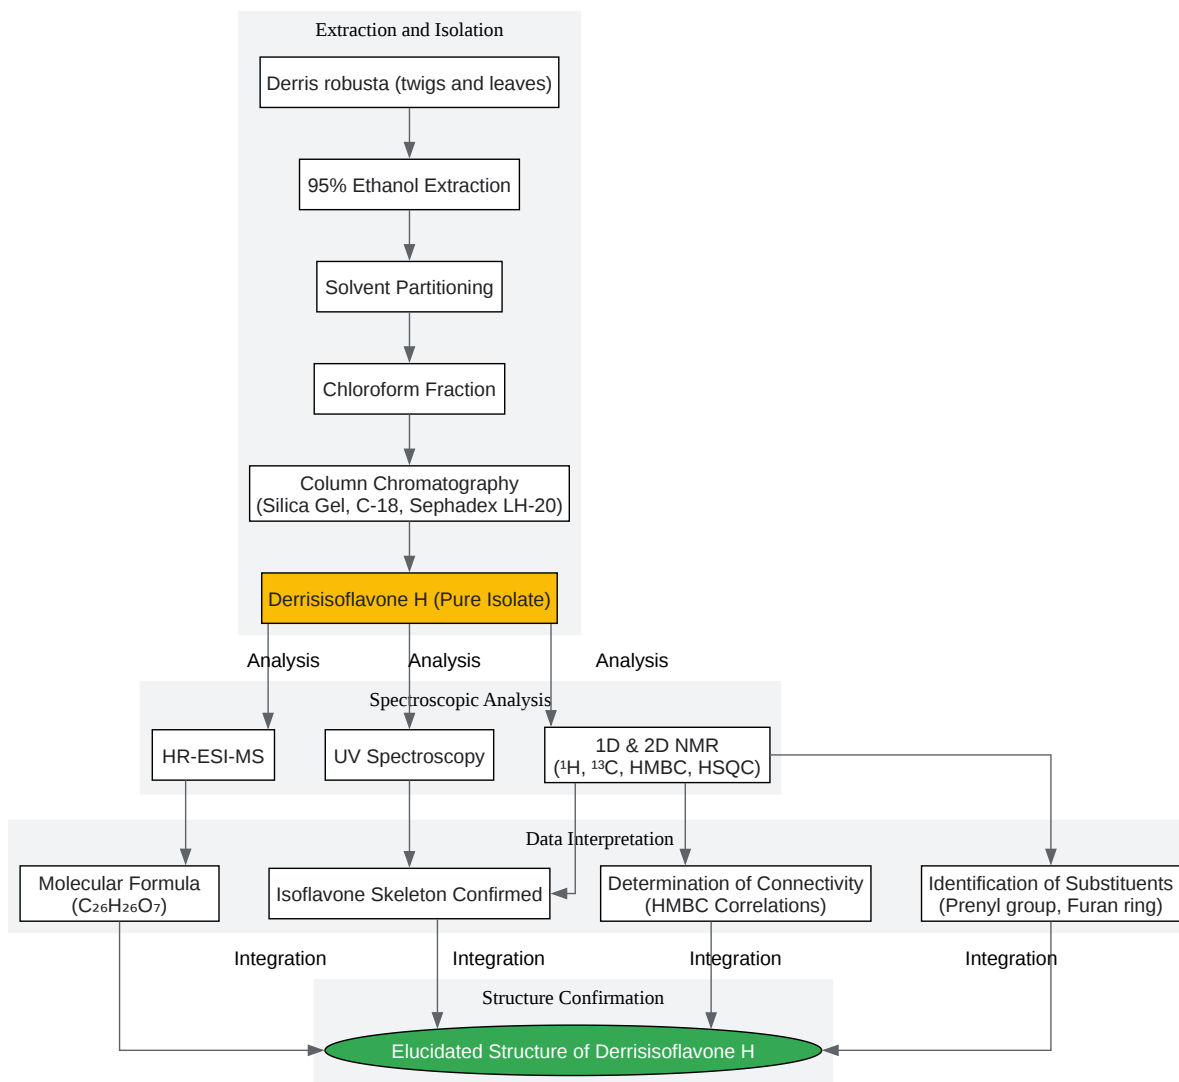 Extraction and Isolation
Derris robusta (twigs and leaves)
95% Ethanol Extraction
Solvent Partitioning
Chloroform Fraction
Column Chromatography
(Silica Gel, C-18, Sephadex LH-20)
Derrisisoflavone H (Pure Isolate)
Analysis
Analysis
Analysis
Spectroscopic Analysis
HR-ESI-MS
UV Spectroscopy
1D & 2D NMR
(¹H, ¹³C, HMBC, HSQC)
Data Interpretation
Molecular Formula
(C₂₆H₂₆O₇)
Isoflavone Skeleton Confirmed
Determination of Connectivity
(HMBC Correlations)
Identification of Substituents
(Prenyl group, Furan ring)
Integration
Integration
Integration
Integration
Structure Confirmation
Elucidated Structure of Derrisisoflavone H